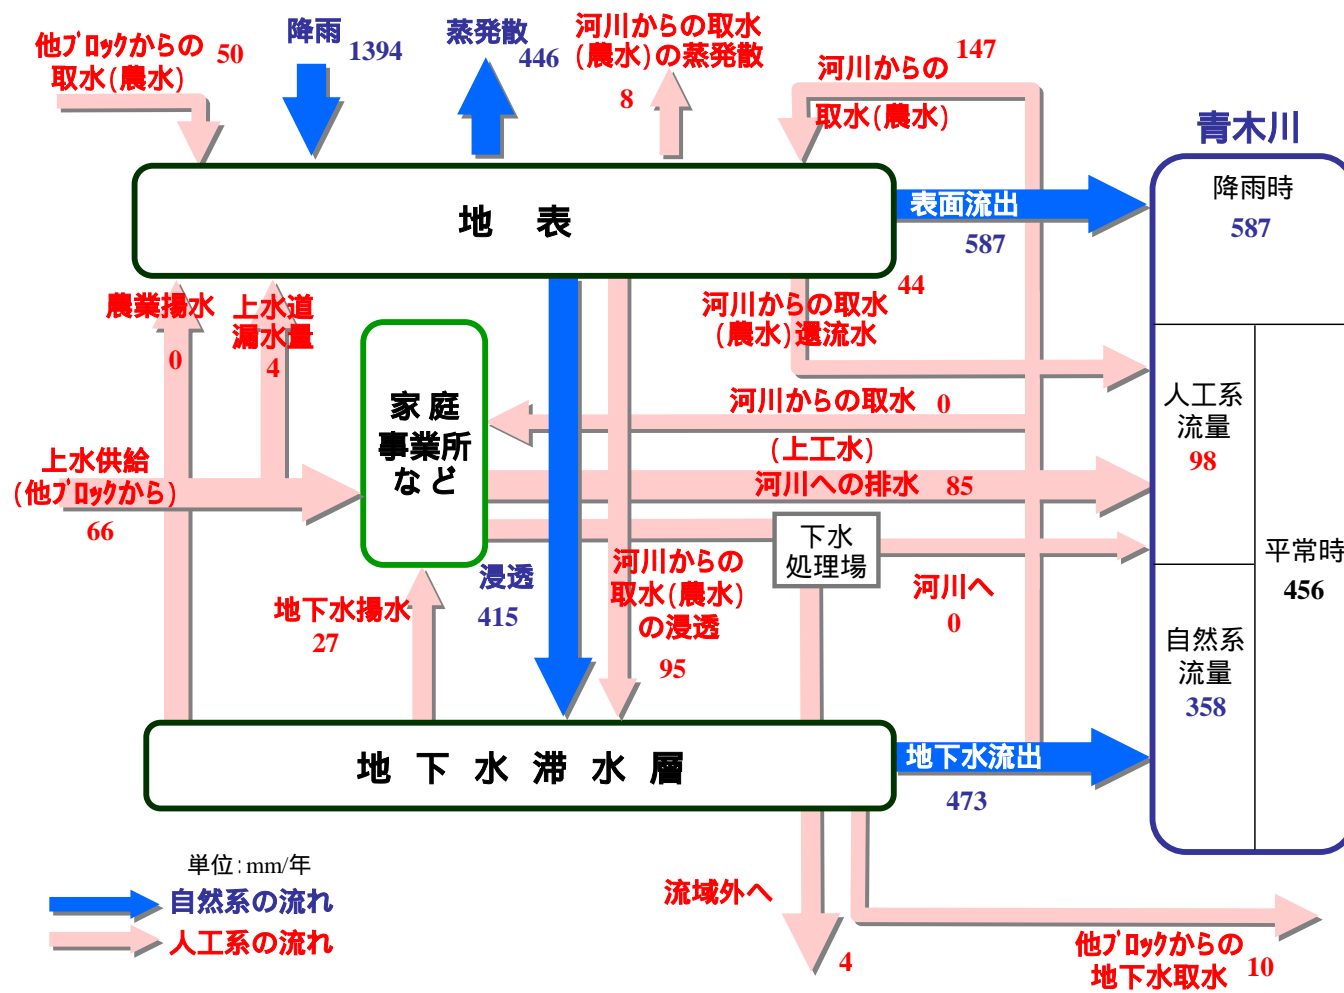 他ブロックからの
取水(農水)
50
降雨
1394
蒸発散
446
河川からの取水
(農水)の蒸発散
8
河川からの
147
取水(農水)
青木川
地 表
表面流出
587
降雨時
587
農業揚水
0
上水道
漏水量
4
河川からの取水
(農水)還流水
44
家 庭
事業所
な ど
河川からの取水 0
(上工水)
河川への排水 85
人工系
流量
98
上水供給
(他ブロックから)
66
下水
処理場
河川へ
0
平常時
456
地下水揚水
27
浸透
415
河川からの
取水(農水)
の浸透
95
自然系
流量
358
地 下 水 滞 水 層
地下水流出
473
単位:mm/年
自然系の流れ
人工系の流れ
流域外へ
4
他ブロックからの
地下水取水
10